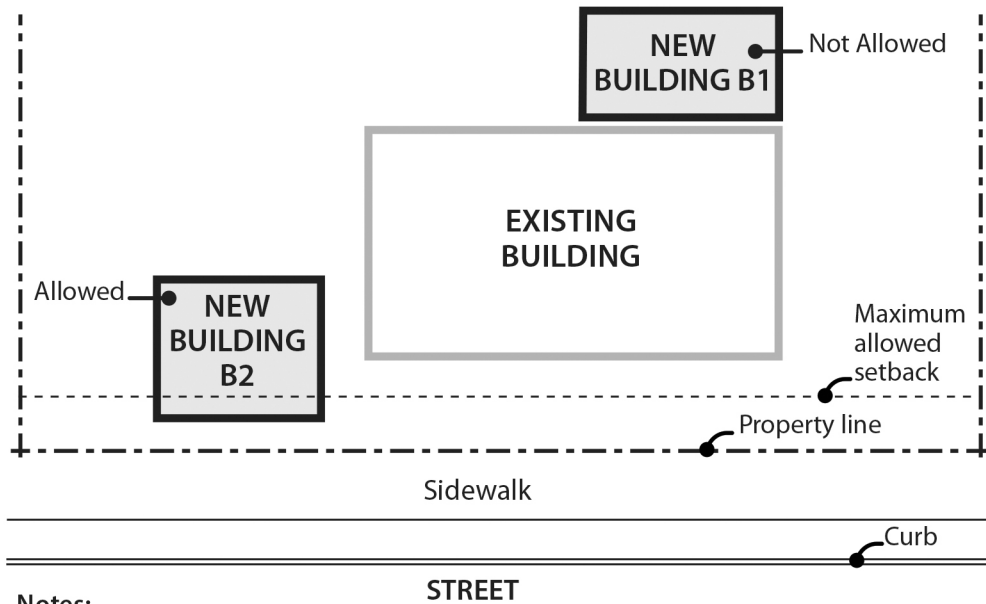 NEW
BUILDING B1
Not Allowed
EXISTING
BUILDING
Allowed
NEW
BUILDING
B2
Maximum
allowed
setback
Property line
Sidewalk
Curb
STREET
Notes: